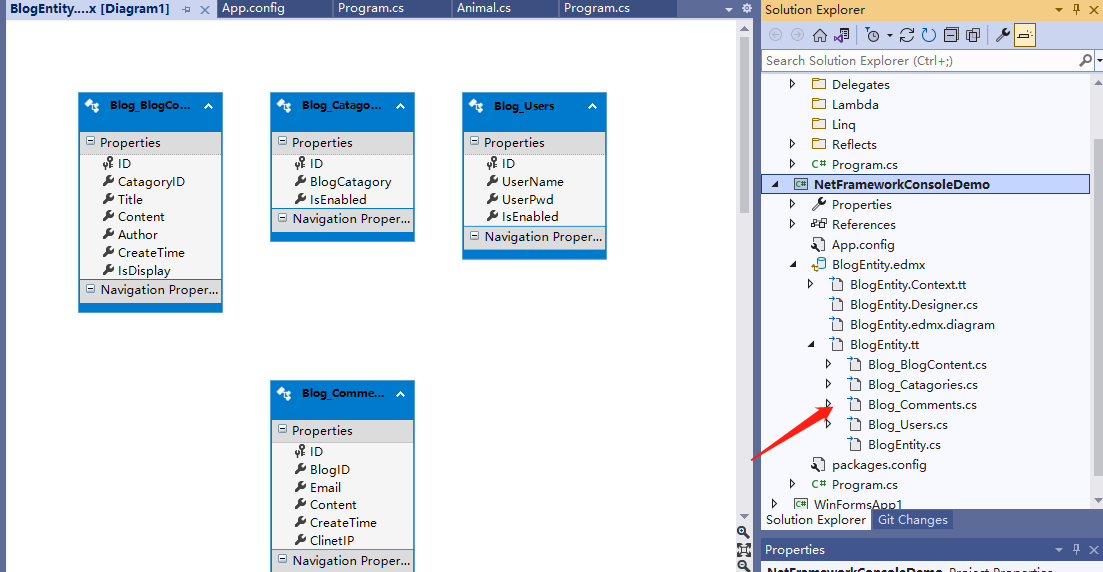 BlogEntity....x [Diagram1]
App.config
Program.cs
Animal.cs
Program.cs
Blog_BlogCo...
Properties
ID
CatagoryID
Title
Content
Author
CreateTime
IsDisplay
Navigation Proper...
Blog_Catago...
Properties
ID
BlogCatagory
IsEnabled
Navigation Proper...
Blog_Users
Properties
ID
UserName
UserPwd
IsEnabled
Navigation Proper...
Blog_Comme...
Properties
ID
BlogID
Email
Content
CreateTime
ClinetIP
Navigation Proper...
Solution Explorer
Search Solution Explorer (Ctrl+;)
Delegates
Lambda
Linq
Reflects
C# Program.cs
C# NetFrameworkConsoleDemo
Properties
References
App.config
BlogEntity.edmx
BlogEntity.Context.tt
BlogEntity.Designer.cs
BlogEntity.edmx.diagram
BlogEntity.tt
Blog_BlogContent.cs
Blog_Catagories.cs
Blog_Comments.cs
Blog_Users.cs
BlogEntity.cs
packages.config
C# Program.cs
C# WinFormsApp1
Solution Explorer
Git Changes
Properties
NetFrameworkConsoleDemo Project Properties